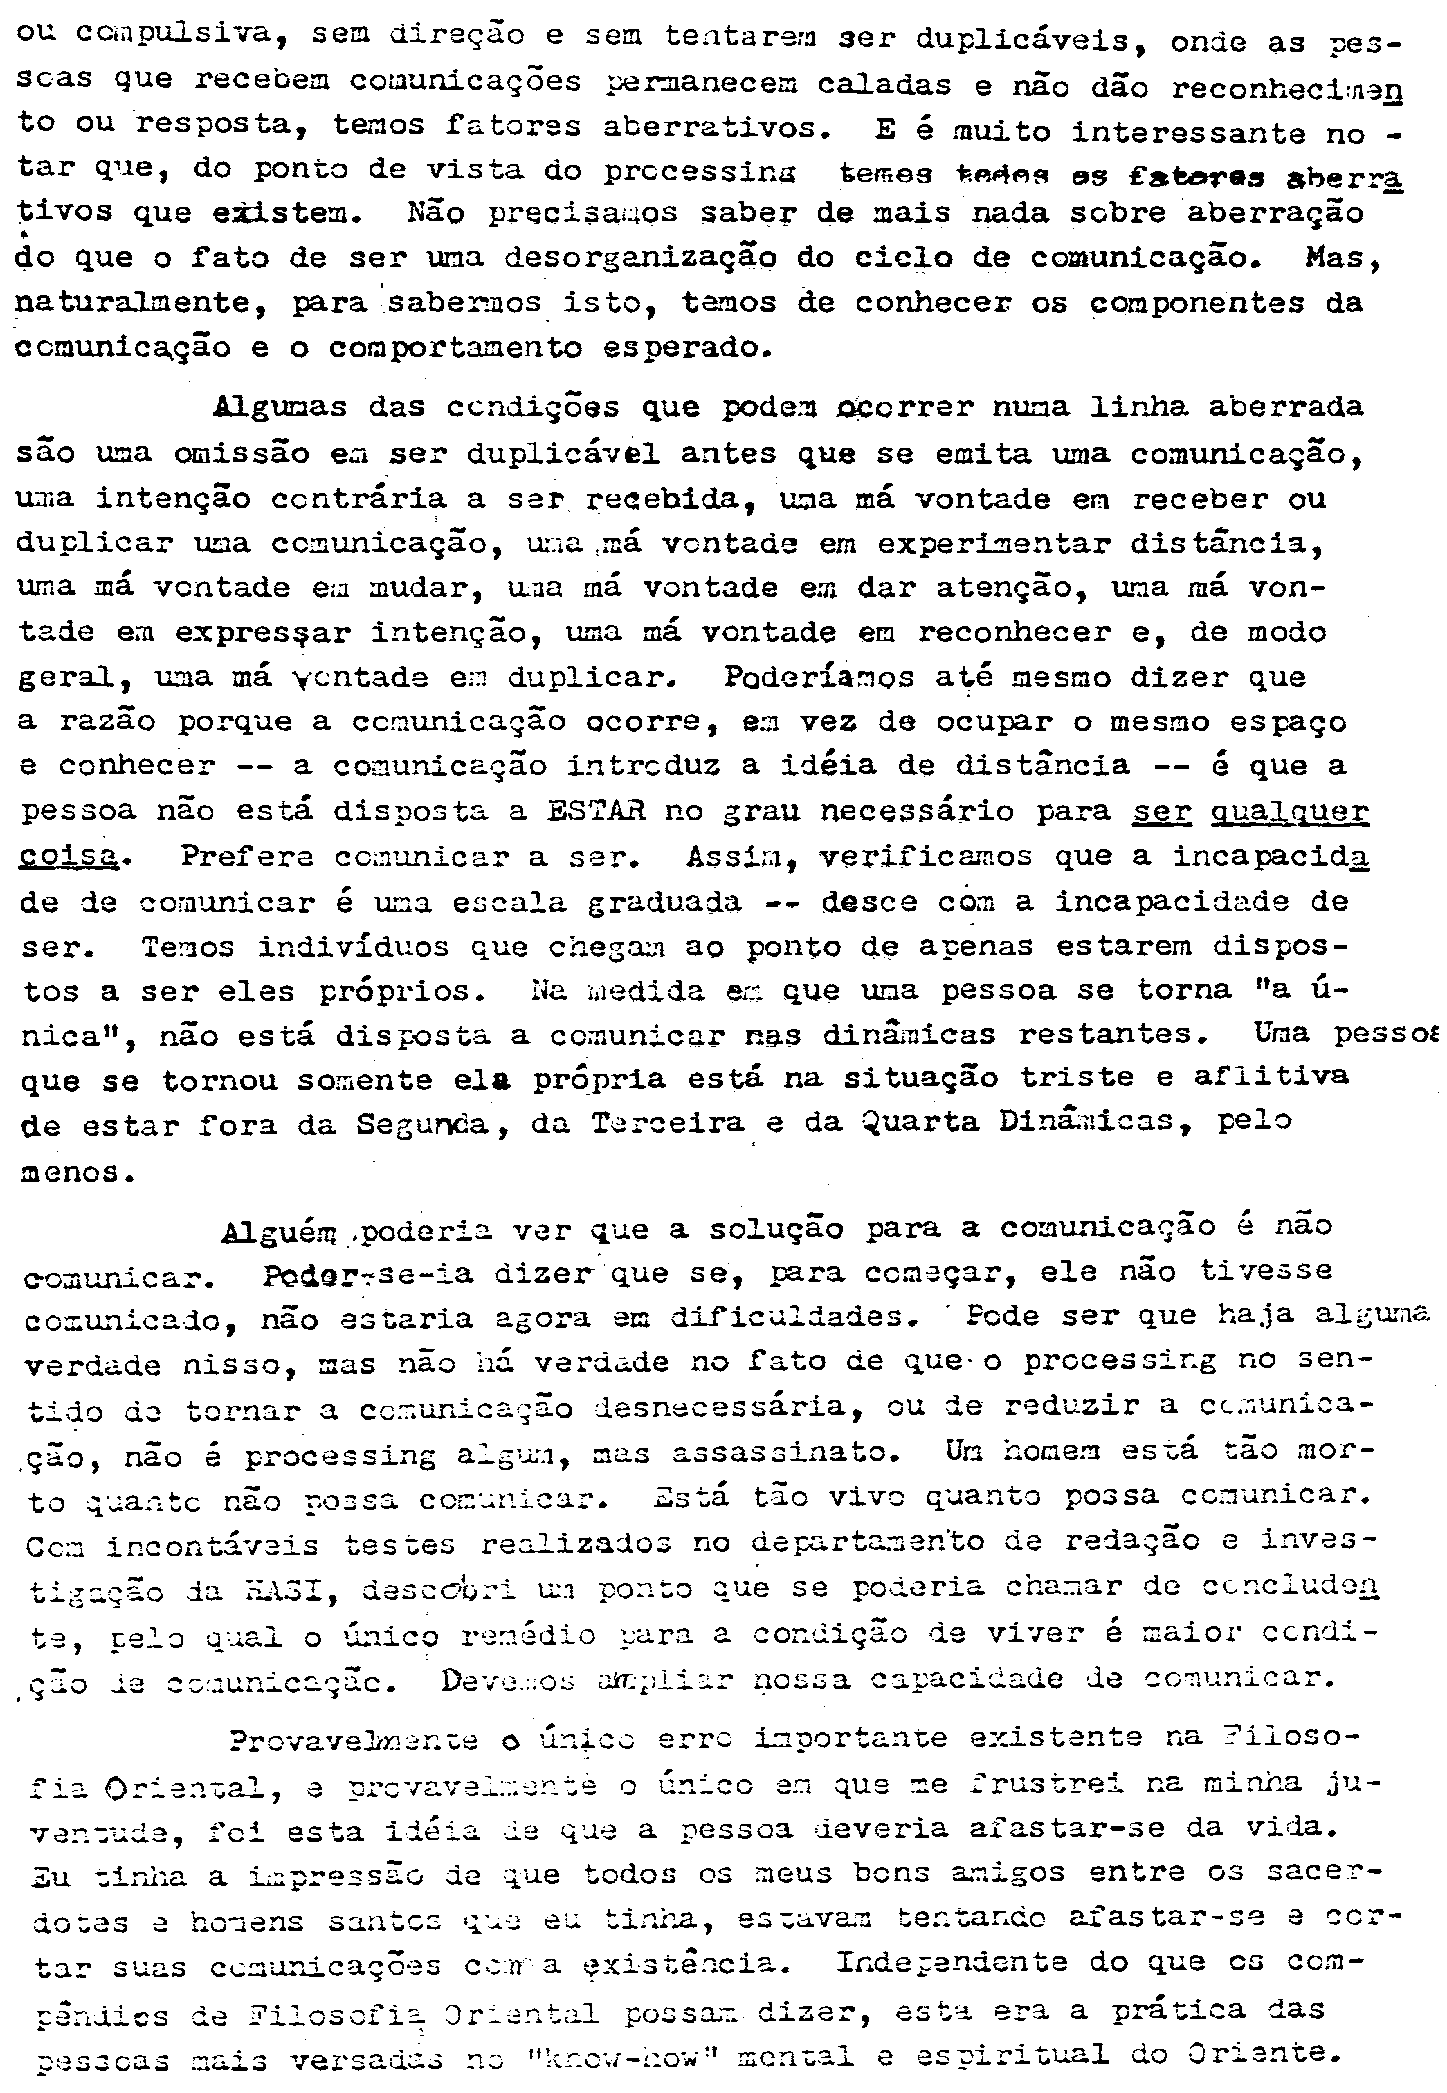 ou compulsiva, sem direção e sem tentarem ser duplicáveis, onde as pes-
soas que recebem comunicações permanecem caladas e não dão reconhecimen
to ou resposta, temos fatores aberrativos. E é muito interessante no -
tar que, do ponto de vista do processing temos todos os fatores aberra
tivos que existem. Não precisamos saber de mais nada sobre aberração
do que o fato de ser uma desorganização do ciclo de comunicação. Mas,
naturalmente, para sabermos isto, temos de conhecer os componentes da
comunicação e o comportamento esperado.
Algumas das condições que podem ocorrer numa linha aberrada
são uma omissão em ser duplicável antes que se emita uma comunicação,
uma intenção contrária a ser recebida, uma má vontade em receber ou
duplicar uma comunicação, uma má vontade em experimentar distância,
uma má vontade em mudar, uma má vontade em dar atenção, uma má von-
tade em expressar intenção, uma má vontade em reconhecer e, de modo
geral, uma má vontade em duplicar. Poderíamos até mesmo dizer que
a razão porque a comunicação ocorre, em vez de ocupar o mesmo espaço
e conhecer -- a comunicação introduz a idéia de distância -- é que a
pessoa não está disposta a ESTAR no grau necessário para ser qualquer
coisa. Prefere comunicar a ser. Assim, verificamos que a incapacida
de de comunicar é uma escala graduada -- desce com a incapacidade de
ser. Temos indivíduos que chegam ao ponto de apenas estarem dispos-
tos a ser eles próprios. Na medida em que uma pessoa se torna "a ú-
nica", não está disposta a comunicar nas dinâmicas restantes. Uma pessoa
que se tornou somente ela própria está na situação triste e aflitiva
de estar fora da Segunda, da Terceira e da Quarta Dinâmicas, pelo
menos.
Alguém poderia ver que a solução para a comunicação é não
comunicar. Poder-se-ia dizer que se, para começar, ele não tivesse
comunicado, não estaria agora em dificuldades. Pode ser que haja alguma
verdade nisso, mas não há verdade no fato de que o processing no sen-
tido de tornar a comunicação desnecessária, ou de reduzir a comunica-
ção, não é processing algum, mas assassinato. Um homem está tão mor-
to quanto não possa comunicar. Está tão vivo quanto possa comunicar.
Com incontáveis testes realizados no departamento de redação e inves-
tigação da HASI, descobri um ponto que se poderia chamar de concluden
te, pelo qual o único remédio para a condição de viver é maior condi-
ção de comunicação. Devemos ampliar nossa capacidade de comunicar.
Provavelmente o único erro importante existente na Filoso-
fia Oriental, e provavelmente o único em que me frustrei na minha ju-
ventude, foi esta idéia de que a pessoa deveria afastar-se da vida.
Eu tinha a impressão de que todos os meus bons amigos entre os sacer-
dotes e homens santos que eu tinha, estavam tentando afastar-se e cor-
tar suas comunicações com a existência. Independente do que os com-
pêndios de Filosofia Oriental possam dizer, esta era a prática das
pessoas mais versadas no "know-how" mental e espiritual do Oriente.